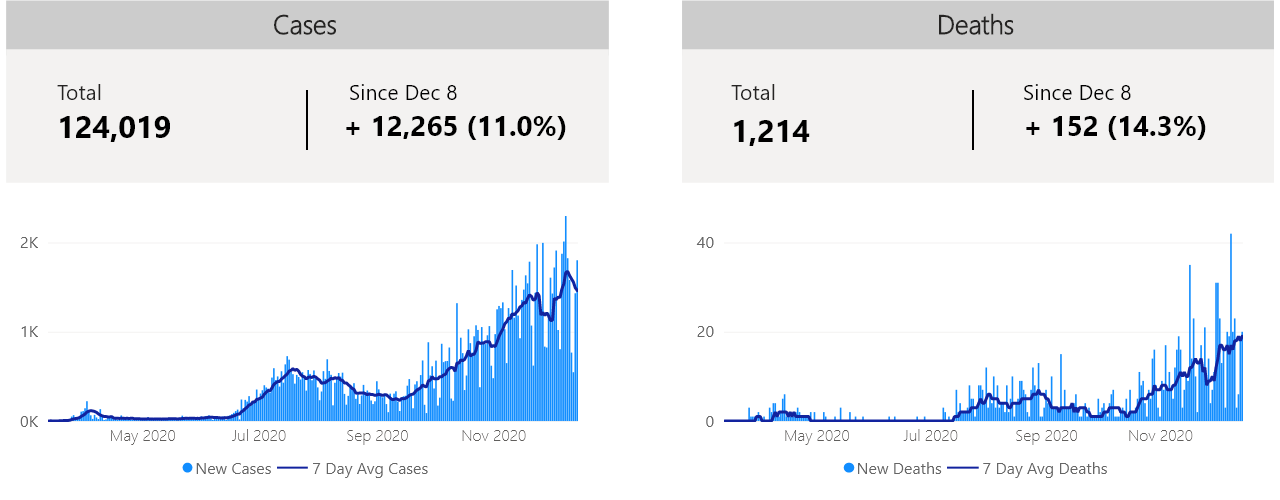 Cases
Total
124,019
Since Dec 8
+ 12,265 (11.0%)
2K
1K
0K
May 2020 Jul 2020 Sep 2020 Nov 2020
New Cases 7 Day Avg Cases
Deaths
Total
1,214
Since Dec 8
+ 152 (14.3%)
40
20
0
May 2020 Jul 2020 Sep 2020 Nov 2020
New Deaths 7 Day Avg Deaths